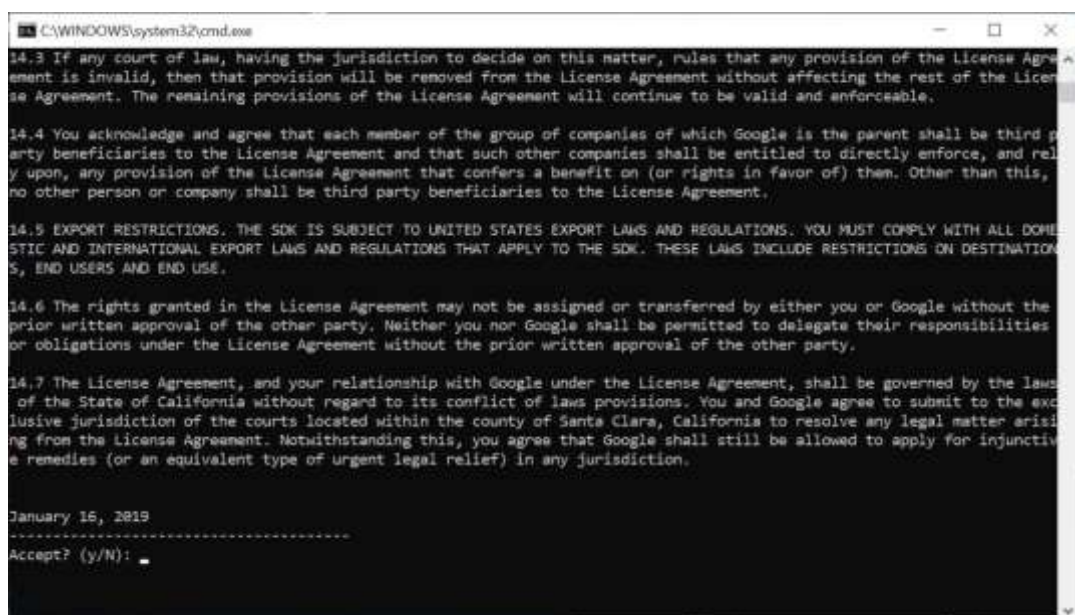 C:\WINDOWS\system32\cmd.exe
14.3 If any court of law, having the jurisdiction to decide on this matter, rules that any provision of the License Agre
ement is invalid, then that provision will be removed from the License Agreement without affecting the rest of the Licen
se Agreement. The remaining provisions of the License Agreement will continue to be valid and enforceable.
14.4 You acknowledge and agree that each member of the group of companies of which Google is the parent shall be third p
arty beneficiaries to the License Agreement and that such other companies shall be entitled to directly enforce, and rel
y upon, any provision of the License Agreement that confers a benefit on (or rights in favor of) them. Other than this,
no other person or company shall be third party beneficiaries to the License Agreement.
14.5 EXPORT RESTRICTIONS. THE SDK IS SUBJECT TO UNITED STATES EXPORT LAWS AND REGULATIONS. YOU MUST COMPLY WITH ALL DOME
STIC AND INTERNATIONAL EXPORT LAWS AND REGULATIONS THAT APPLY TO THE SDK. THESE LAWS INCLUDE RESTRICTIONS ON DESTINATION
S, END USERS AND END USE.
14.6 The rights granted in the License Agreement may not be assigned or transferred by either you or Google without the
prior written approval of the other party. Neither you nor Google shall be permitted to delegate their responsibilities
or obligations under the License Agreement without the prior written approval of the other party.
14.7 The License Agreement, and your relationship with Google under the License Agreement, shall be governed by the laws
of the State of California without regard to its conflict of laws provisions. You and Google agree to submit to the exc
lusive jurisdiction of the courts located within the county of Santa Clara, California to resolve any legal matter arisi
ng from the License Agreement. Notwithstanding this, you agree that Google shall still be allowed to apply for injunctiv
e remedies (or an equivalent type of urgent legal relief) in any jurisdiction.
January 16, 2019
---------------------------------------
Accept? (y/N):